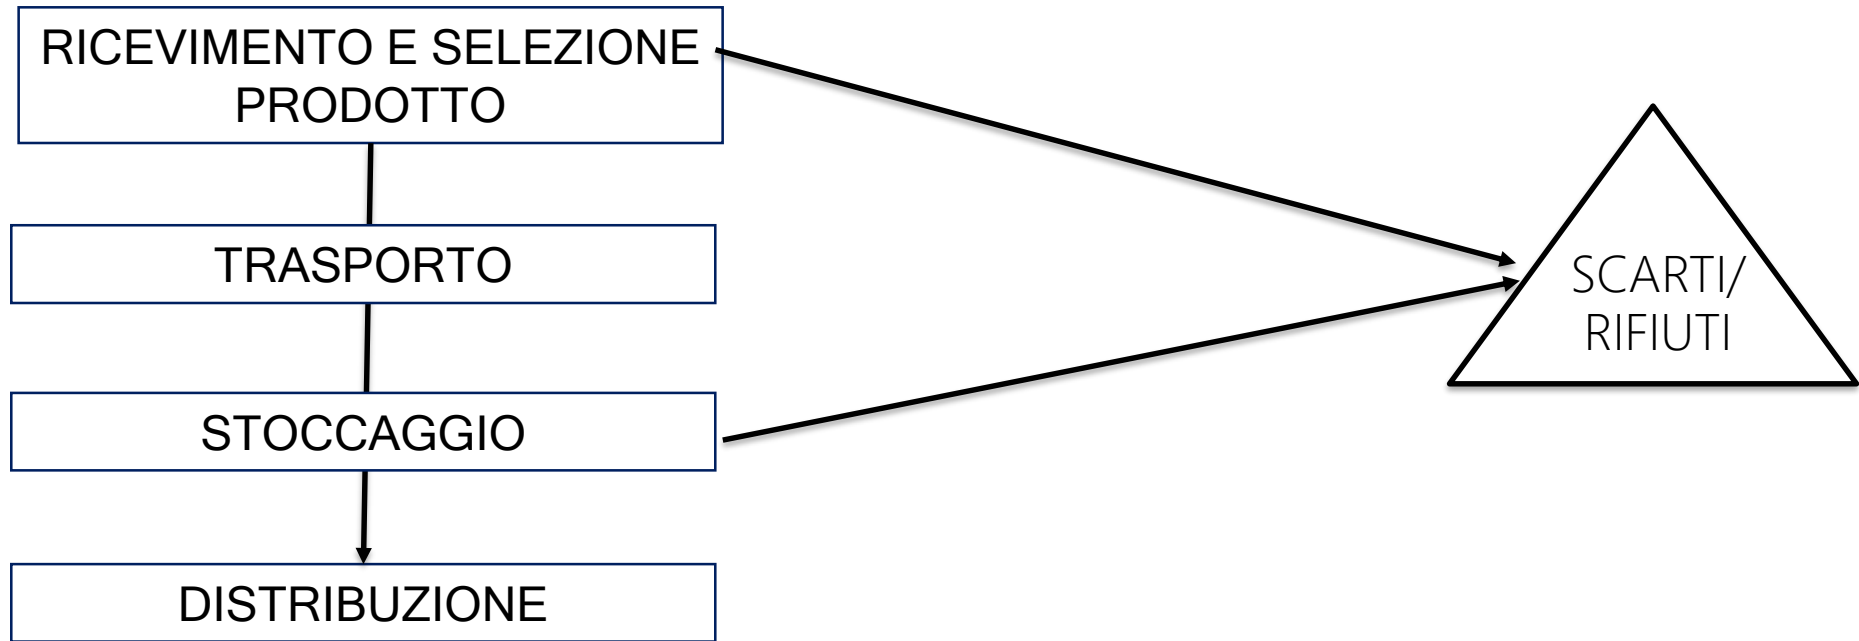 RICEVIMENTO E SELEZIONE
PRODOTTO
TRASPORTO
STOCCAGGIO
DISTRIBUZIONE
SCARTI/
RIFIUTI